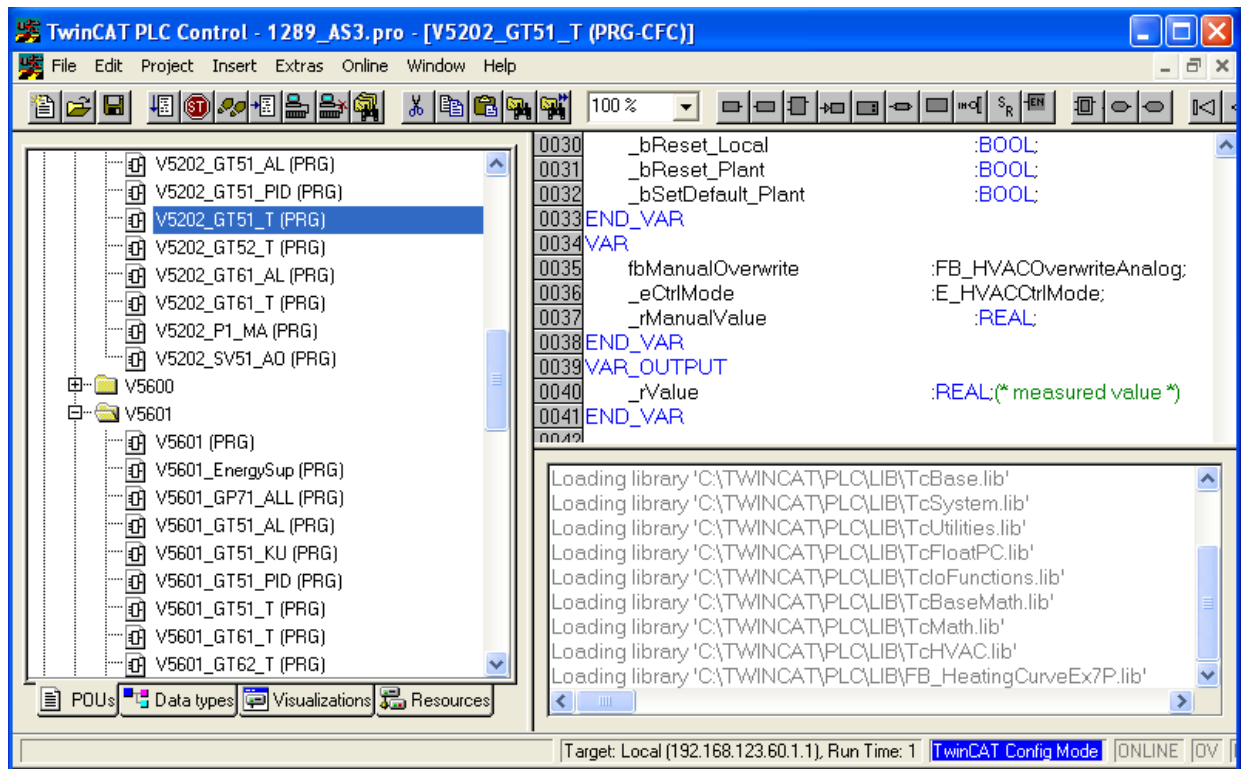 TwinCAT PLC Control - 1289_AS3.pro - [V5202_GT51_T (PRG-CFC)]
File Edit Project Insert Extras Online Window Help
ST 100 % S R EN
V5202_GT51_AL (PRG)
V5202_GT51_PID (PRG)
V5202_GT51_T (PRG)
V5202_GT52_T (PRG)
V5202_GT61_AL (PRG)
V5202_GT61_T (PRG)
V5202_P1_MA (PRG)
V5202_SV51_AO (PRG)
V5600
V5601
V5601 (PRG)
V5601_EnergySup (PRG)
V5601_GP71_ALL (PRG)
V5601_GT51_AL (PRG)
V5601_GT51_KU (PRG)
V5601_GT51_PID (PRG)
V5601_GT51_T (PRG)
V5601_GT61_T (PRG)
V5601_GT62_T (PRG)
POUs Data types Visualizations Resources
0030 _bReset_Local :BOOL;
0031 _bReset_Plant :BOOL;
0032 _bSetDefault_Plant :BOOL;
0033 END_VAR
0034 VAR
0035 fbManualOverwrite :FB_HVACOverwriteAnalog;
0036 _eCtrlMode :E_HVACCtrlMode;
0037 _rManualValue :REAL;
0038 END_VAR
0039 VAR_OUTPUT
0040 _rValue :REAL;(* measured value *)
0041 END_VAR
0042
Loading library 'C:\TWINCAT\PLC\LIB\TcBase.lib'
Loading library 'C:\TWINCAT\PLC\LIB\TcSystem.lib'
Loading library 'C:\TWINCAT\PLC\LIB\TcUtilities.lib'
Loading library 'C:\TWINCAT\PLC\LIB\TcFloatPC.lib'
Loading library 'C:\TWINCAT\PLC\LIB\TcIoFunctions.lib'
Loading library 'C:\TWINCAT\PLC\LIB\TcBaseMath.lib'
Loading library 'C:\TWINCAT\PLC\LIB\TcMath.lib'
Loading library 'C:\TWINCAT\PLC\LIB\TcHVAC.lib'
Loading library 'C:\TWINCAT\PLC\LIB\FB_HeatingCurveEx7P.lib'
Target: Local (192.168.123.60.1.1), Run Time: 1 TwinCAT Config Mode ONLINE OV